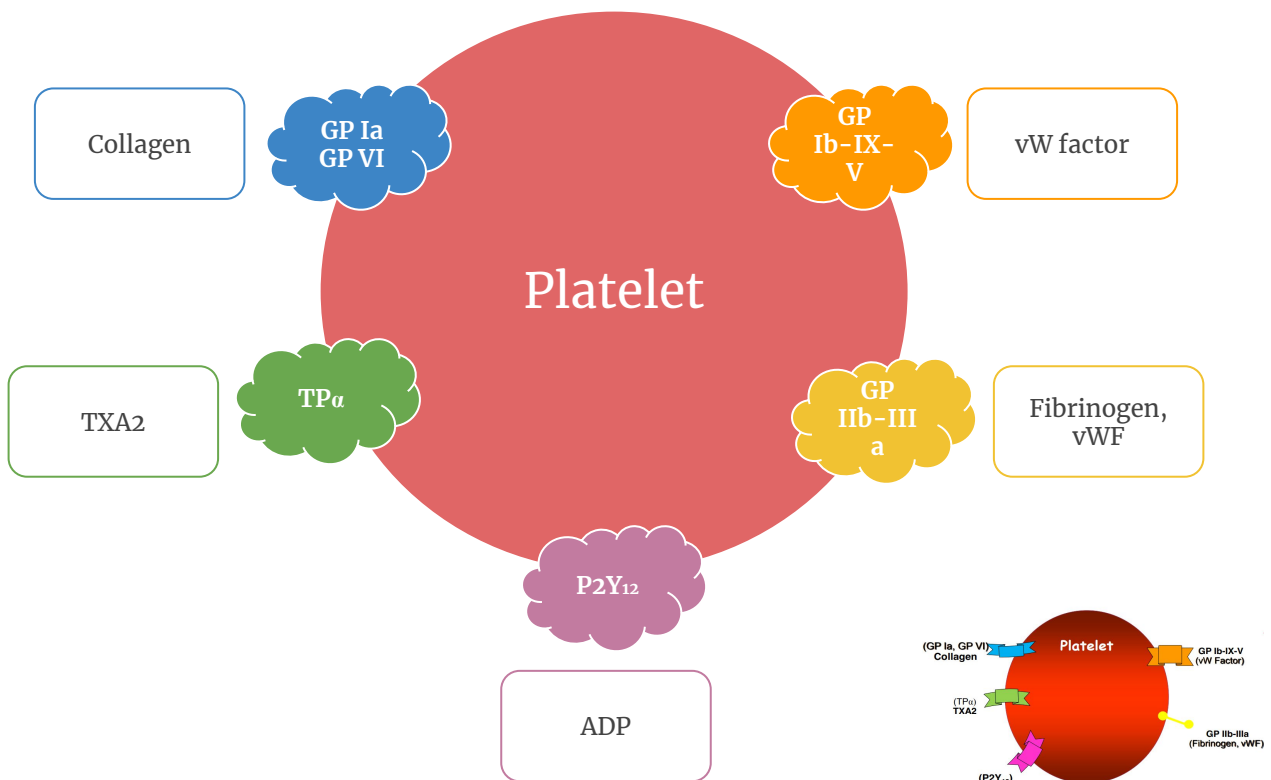 Collagen
GP Ia
GP VI
GP
Ib-IX-
V
vW factor
Platelet
TXA2
TPα
GP
IIb-III
a
Fibrinogen,
vWF
P2Y₁₂
ADP
Platelet
(GP Ia, GP VI)
Collagen
GP Ib-IX-V
(vW Factor)
(TPα)
TXA2
GP IIb-IIIa
(Fibrinogen, vWF)